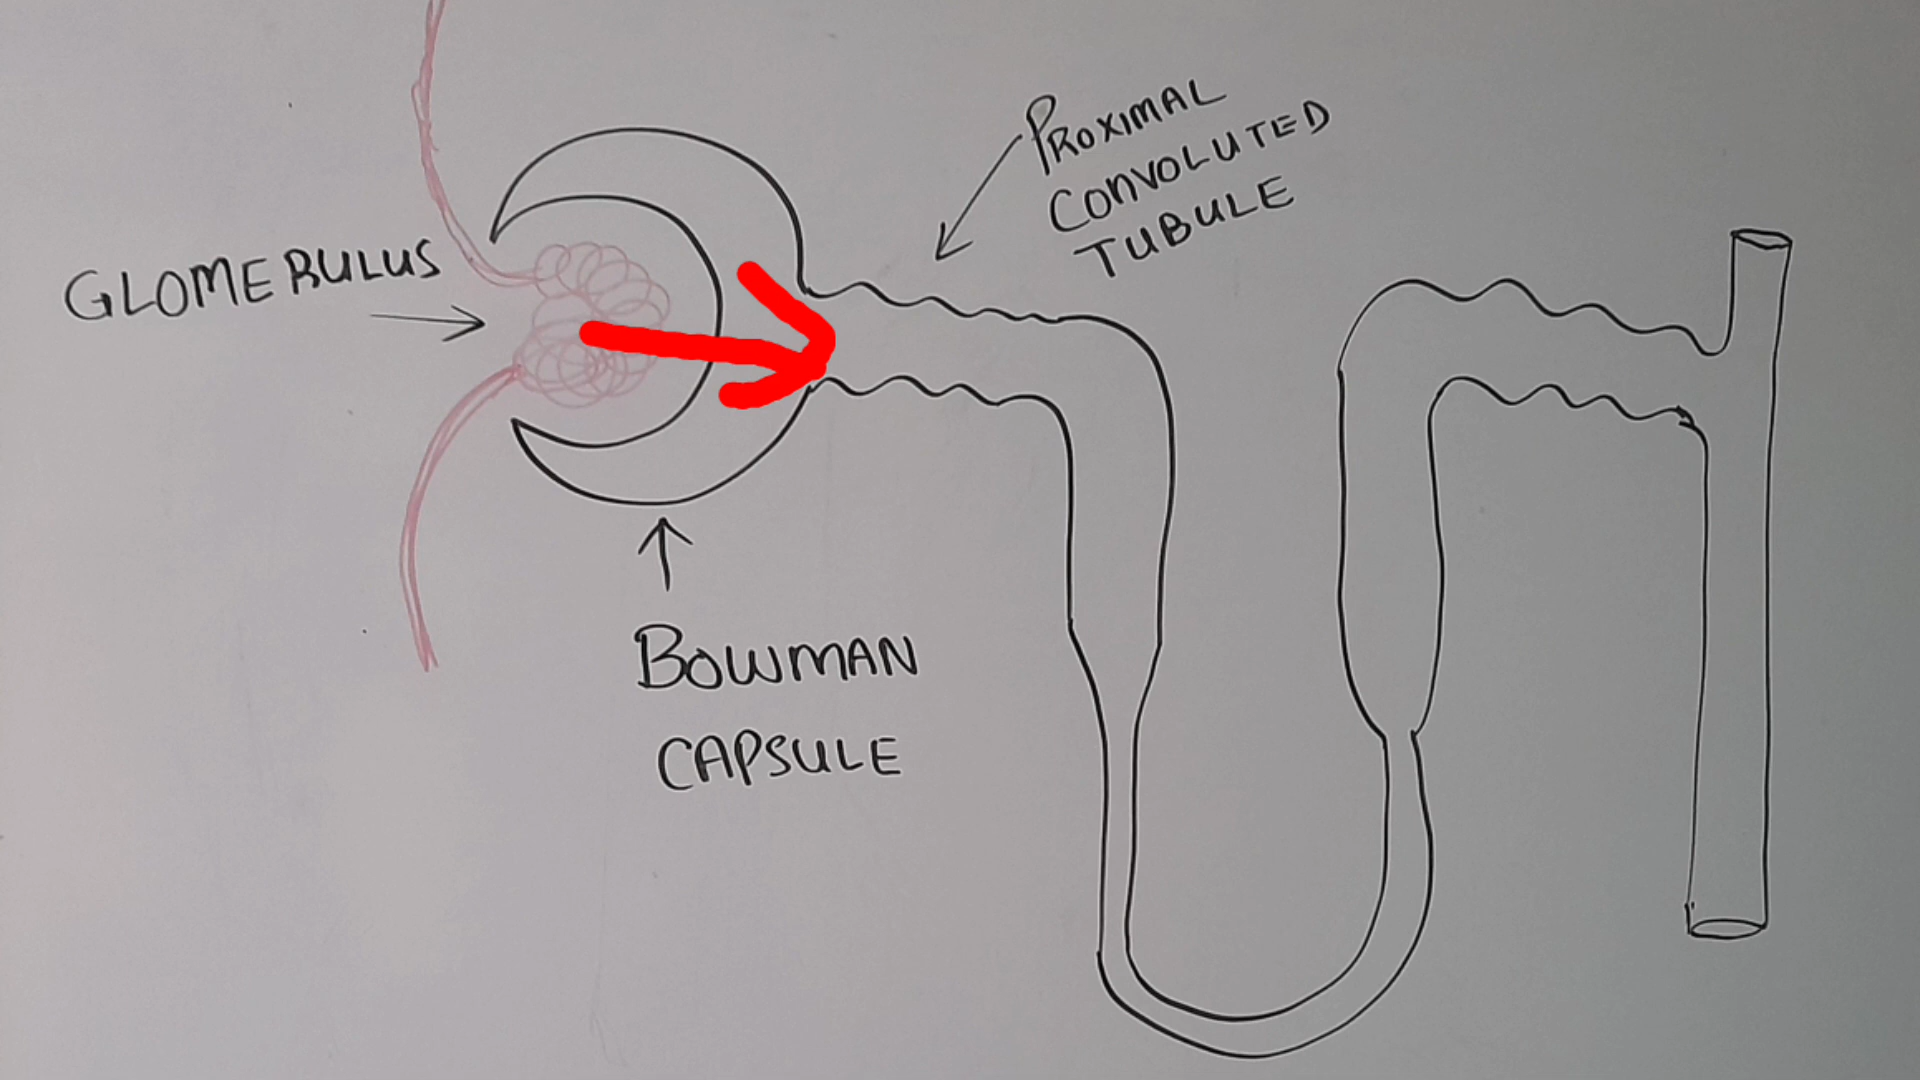 GLOMERULUS
PROXIMAL
CONVOLUTED
TUBULE
BOWMAN
CAPSULE